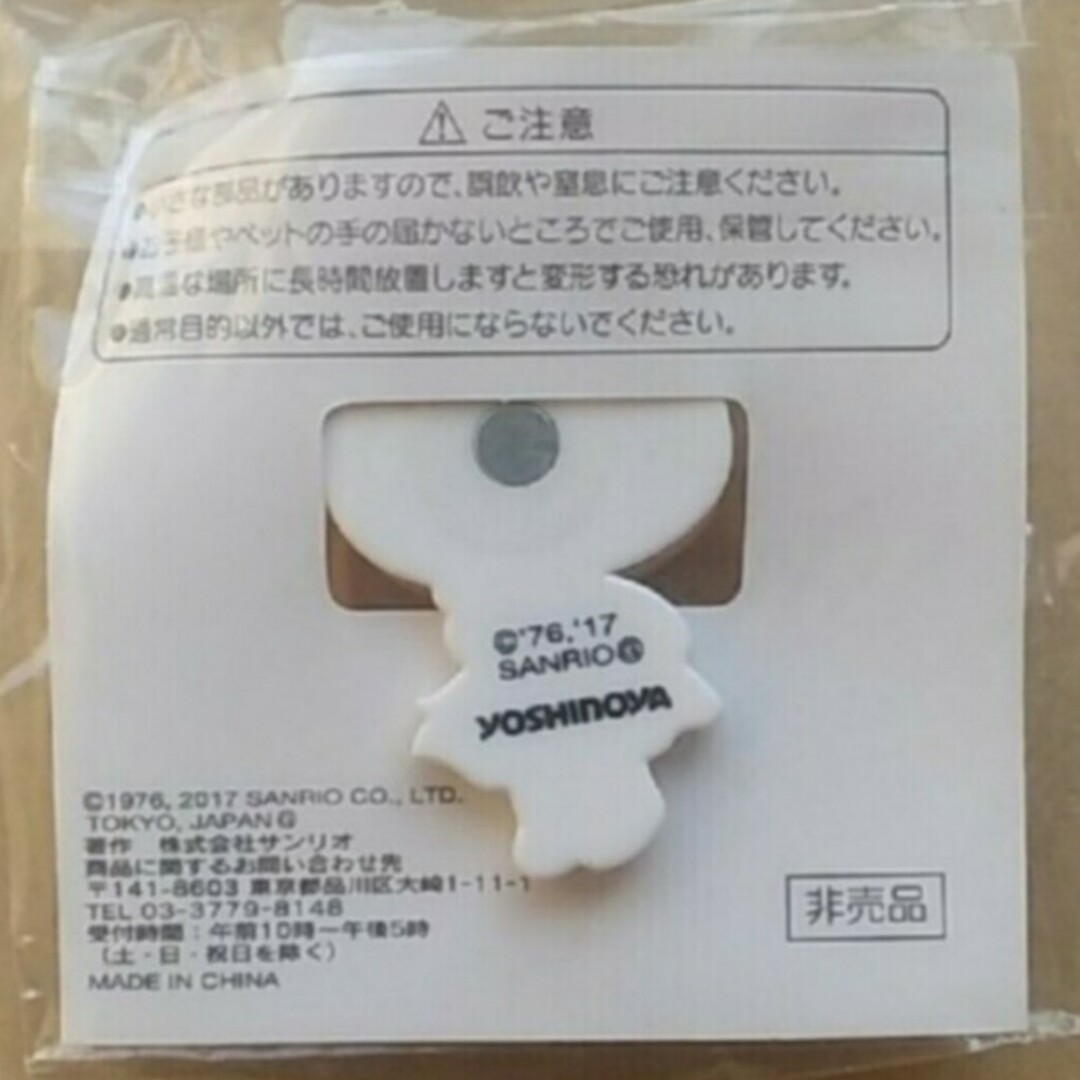 ⚠ ご注意
●小さな部品がありますので、誤飲や窒息にご注意ください。
●お子様やペットの手の届かないところでご使用、保管してください。
●高温な場所に長時間放置しますと変形する恐れがあります。
●通常目的以外では、ご使用にならないでください。
©'76,'17
SANRIO Ⓖ
YOSHINOYA
©1976, 2017 SANRIO CO., LTD.
TOKYO, JAPAN Ⓖ
著作 株式会社サンリオ
商品に関するお問い合わせ先
〒141-8603 東京都品川区大崎1-11-1
TEL 03-3779-8148
受付時間:午前10時〜午後5時
(土・日・祝日を除く)
MADE IN CHINA
非売品